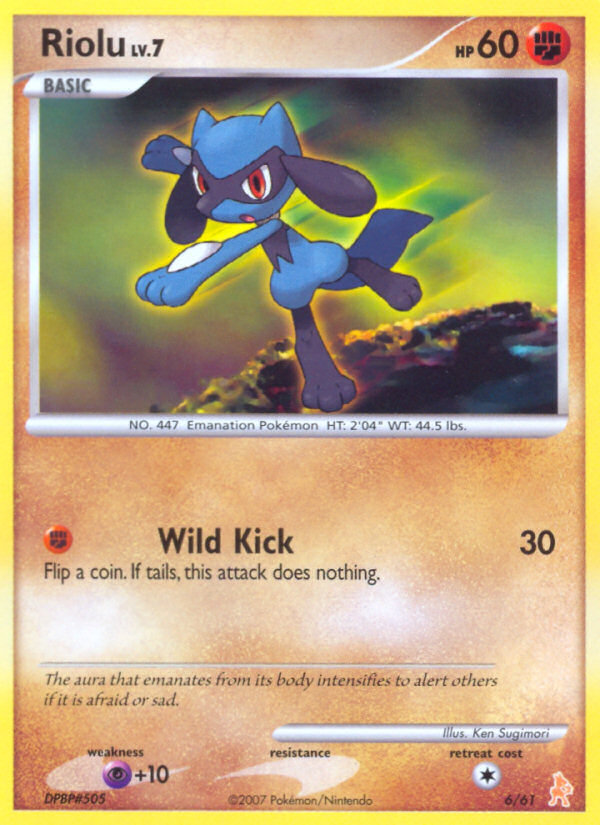 Riolu LV.7
HP 60
BASIC
NO. 447 Emanation Pokémon HT: 2'04" WT: 44.5 lbs.
Wild Kick 30
Flip a coin. If tails, this attack does nothing.
The aura that emanates from its body intensifies to alert others
if it is afraid or sad.
Illus. Ken Sugimori
weakness resistance retreat cost
+10
DPBP#505 ©2007 Pokémon/Nintendo 6/61